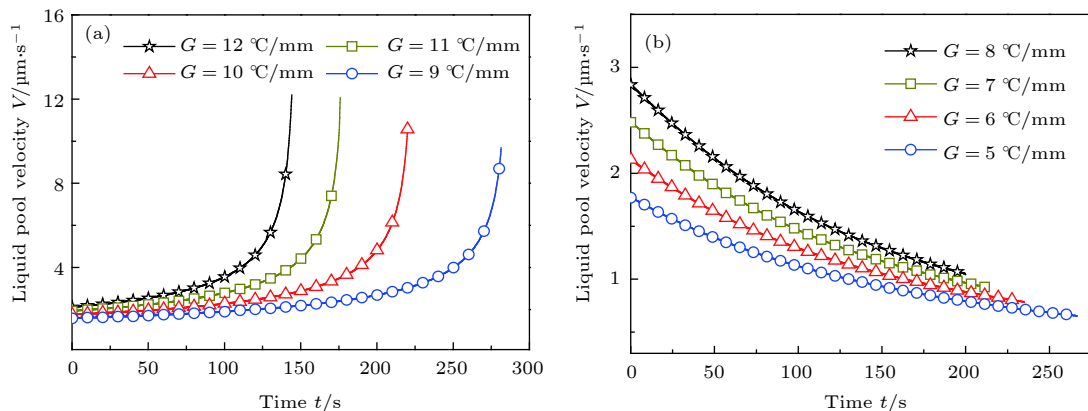 (a)
G = 12 ℃/mm
G = 11 ℃/mm
G = 10 ℃/mm
G = 9 ℃/mm
Liquid pool velocity V/µm·s⁻¹
16
12
8
4
0
50
100
150
200
250
300
Time t/s
(b)
G = 8 ℃/mm
G = 7 ℃/mm
G = 6 ℃/mm
G = 5 ℃/mm
Liquid pool velocity V/µm·s⁻¹
3
2
1
0
50
100
150
200
250
Time t/s